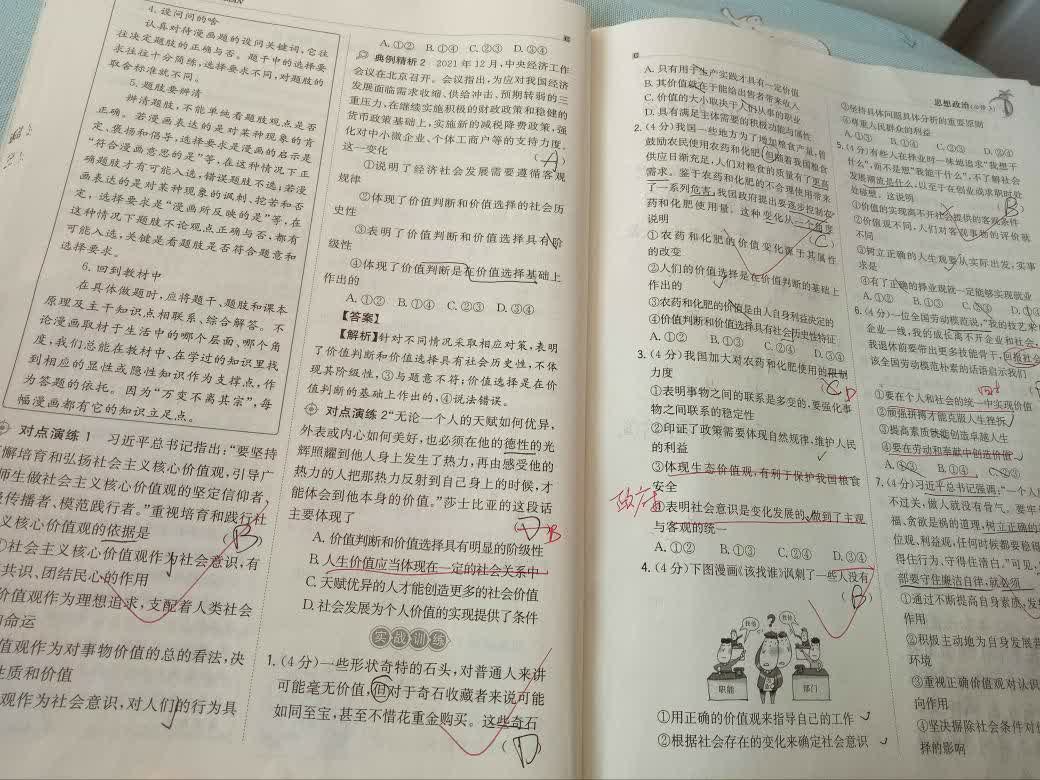 4. 设问间的啥
认真对待漫画题的设问关键词,它往
往决定题肢的正确与否。题干中的选择要
求往往十分简练,选择要求不同,对题肢的
取舍标准就不同。
5. 题肢要辨清
辨清题肢,不能单纯看题肢观点是否
正确。若漫画表达的是对某种现象的肯
定、褒扬和倡导,选择要求是漫画的启示是
“符合漫画意思的是”等,在这种情况下正
确题肢才有可能入选,错误题肢不选;若漫
画表达的是对某种现象的讽刺、挖苦和否
定,选择要求是“漫画所反映的是”等,在
这种情况下题肢不论观点正确与否,都有
可能入选,关键是看题肢是否符合题意和
选择要求。
6. 回到教材中
在具体做题时,应将题干、题肢和课本
原理及主干知识点相联系、综合解答。不
论漫画取材于生活中的哪个层面、哪个角
度,我们总能在教材中、在学过的知识里找
到相应的显性或隐性知识作为支撑点,作
为答题的依托。因为“万变不离其宗”,每
幅漫画都有它的知识立足点。
对点演练 1 习近平总书记指出:“要坚持
解培育和弘扬社会主义核心价值观,引导广
师生做社会主义核心价值观的坚定信仰者、
传播者、模范践行者。”重视培育和践行社
义核心价值观的依据是
(B)
①社会主义核心价值观作为社会意识,有
共识、团结民心的作用
价值观作为理想追求,支配着人类社会
命运
值观作为对事物价值的总的看法,决
性质和价值
观作为社会意识,对人们的行为具
A. ①② B. ①④ C. ②③ D. ③④
典例精析 2 2021 年 12 月,中央经济工作
会议在北京召开。会议指出,为应对我国经济
发展面临需求收缩、供给冲击、预期转弱的三
重压力,在继续实施积极的财政政策和稳健的
货币政策基础上,实施新的减税降费政策,强
化对中小微企业、个体工商户等的支持力度。
这一变化
(A)
①说明了经济社会发展需要遵循客观
规律
②体现了价值判断和价值选择的社会历
史性
③表明了价值判断和价值选择具有阶
级性
④体现了价值判断是在价值选择基础上
作出的
A. ①② B. ①④ C. ②③ D. ③④
【答案】
【解析】针对不同情况采取相应对策,表明
了价值判断和价值选择具有社会历史性,不体
现其阶级性,③与题意不符;价值选择是在价
值判断的基础上作出的,④说法错误。
对点演练 2“无论一个人的天赋如何优异,
外表或内心如何美好,也必须在他的德性的光
辉照耀到他人身上发生了热力,再由感受他的
热力的人把那热力反射到自己身上的时候,才
能体会到他本身的价值。”莎士比亚的这段话
主要体现了
(D) B
A. 价值判断和价值选择具有明显的阶级性
B. 人生价值应当体现在一定的社会关系中
C. 天赋优异的人才能创造更多的社会价值
D. 社会发展为个人价值的实现提供了条件
实战训练
1. (4 分)一些形状奇特的石头,对普通人来讲
可能毫无价值,但对于奇石收藏者来说可能
如同至宝,甚至不惜花重金购买。这些奇石
(D)
A. 只有用于生产实践才具有一定价值
B. 其价值就在于能给出售者带来收入
C. 价值的大小取决于人们从事的职业
D. 具有满足主体需要的积极功能与属性
2. (4 分)我国一些地方为了增加粮食产量,曾
鼓励农民使用农药和化肥,但随着我国粮食
供应日渐充足,人们对粮食的质量有了更高
需求。鉴于农药和化肥的不合理使用带来
了一系列危害,我国政府提出要逐步控制农
药和化肥使用量。这种变化从一个角度
说明
(C)
①农药和化肥的价值变化源于其属性
的改变
②人们的价值选择是在价值判断的基础上
作出的
③农药和化肥的价值是由人自身利益决定的
④价值判断和价值选择具有社会历史性特征
A. ①② B. ①③ C. ②④ D. ③④
3. (4 分)我国加大对农药和化肥使用的限制
力度
(C) D
①表明事物之间的联系是多变的,要强化事
物之间联系的稳定性
②印证了政策需要体现自然规律,维护人民
的利益
③体现生态价值观,有利于保护我国粮食
安全
政府
④表明社会意识是变化发展的,做到了主观
与客观的统一
A. ①② B. ①③ C. ②④ D. ③④
4. (4 分)下图漫画《该找谁》讽刺了一些人没有
(B)
我管
?
我管
职能
部门
①用正确的价值观来指导自己的工作
②根据社会存在的变化来确定社会意识
思想政治
③坚持具体问题具体分析的重要原则
④尊重人民群众的利益
A. ①③ B. ①④ C. ②③ D. ②④
5. (4 分)有些人在择业时一味地追求“我想干
什么”,而不是想“我能干什么”,不了解社会
发展潮流是什么,以至于在创业或求职时处
处碰壁。这说明
(B)
①价值的实现离不开社会提供的客观条件
②价值观不同,人们对客观事物的评价就
不同
③树立正确的人生观要从实际出发,实事
求是
④有了正确的择业观就一定能够实现就业
A. ①② B. ①③ C. ②③
6. (4 分)一位全国劳动模范说:“我的技艺来
企业一线,我的成长离不开企业和社会,
我退休前要带出更多技能骨干,回报社会
该全国劳动模范朴素的话语启示我们
①要在个人和社会的统一中实现价值
②顽强拼搏才能克服人生挫折
③提高素质就能创造卓越人生
④要在劳动和奉献中创造价值
A. ①③ B. ①④ C. ②③
7. (4 分)习近平总书记强调:“一个人
不过关,做人就没有骨气。要牢
福、贪欲是祸的道理,树立正确的
位观、利益观,任何时候都要稳得
得住行为、守得住清白。”可见,
部要守住廉洁自律,就必须
①通过不断提高自身素质,发
作用
②积极主动地为自身发展
环境
③重视正确价值观对认识
向作用
④坚决摒除社会条件对
择的影响